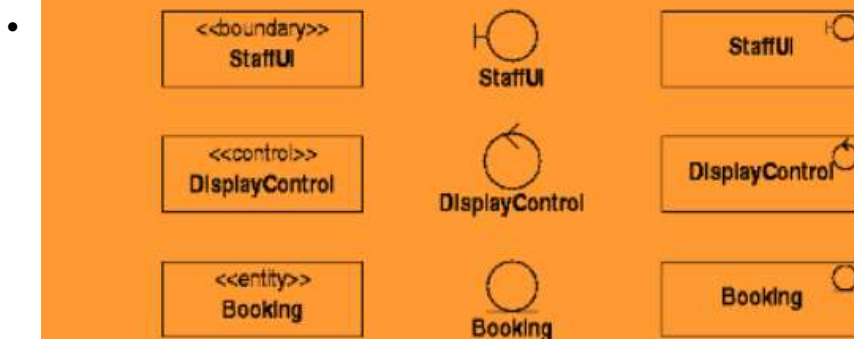 <<boundary>>
StaffUI
StaffUI
StaffUI
<<control>>
DisplayControl
DisplayControl
DisplayControl
<<entity>>
Booking
Booking
Booking